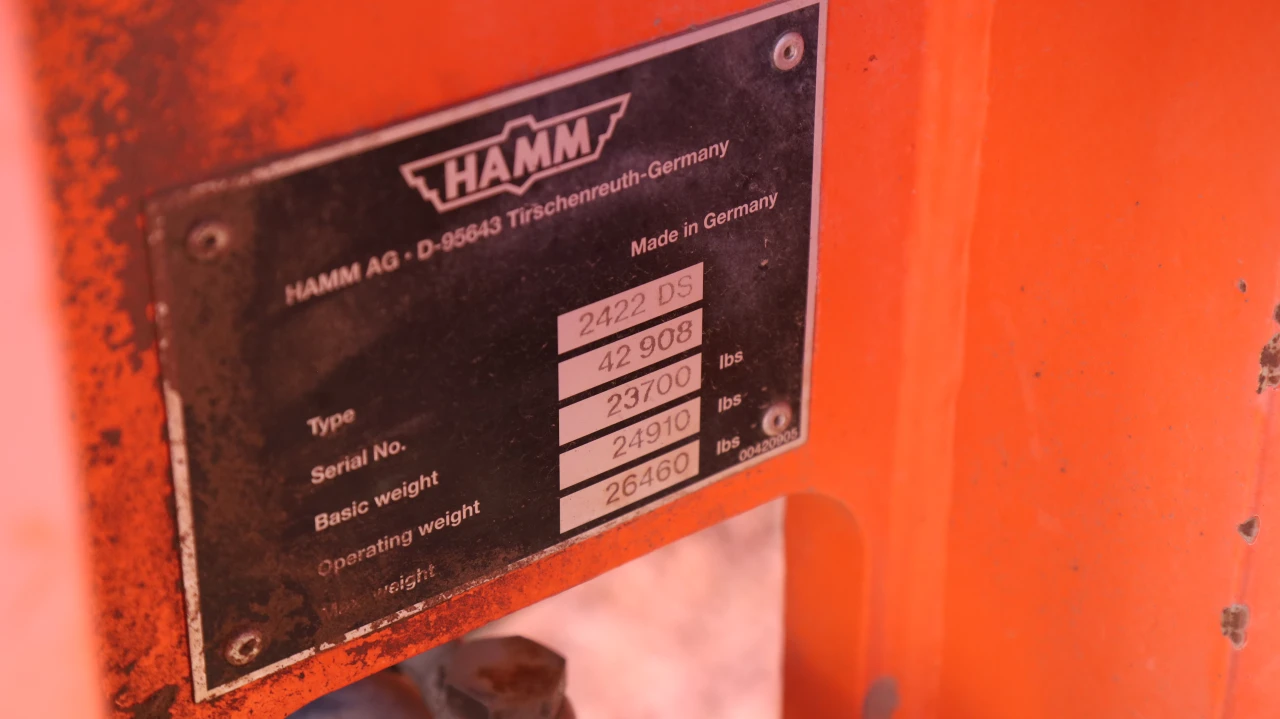 HAMM
HAMM AG · D-95643 Tirschenreuth-Germany
Made in Germany
Type 2422 DS
Serial No. 42 908
Basic weight 23700 lbs
Operating weight 24910 lbs
weight 26460 lbs
00420905